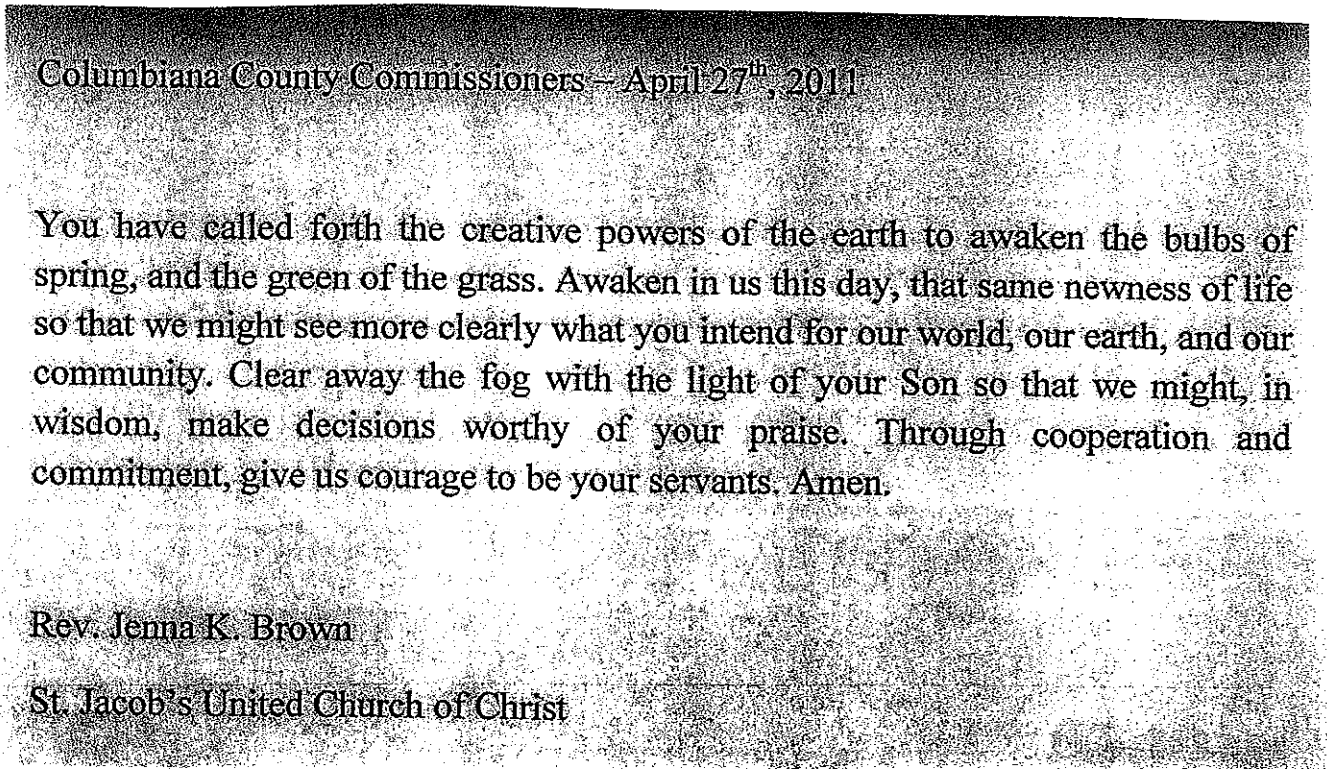 Columbiana County Commissioners – April 27th, 2011
You have called forth the creative powers of the earth to awaken the bulbs of
spring, and the green of the grass. Awaken in us this day, that same newness of life
so that we might see more clearly what you intend for our world, our earth, and our
community. Clear away the fog with the light of your Son so that we might, in
wisdom, make decisions worthy of your praise. Through cooperation and
commitment, give us courage to be your servants. Amen.
Rev. Jenna K. Brown
St. Jacob's United Church of Christ